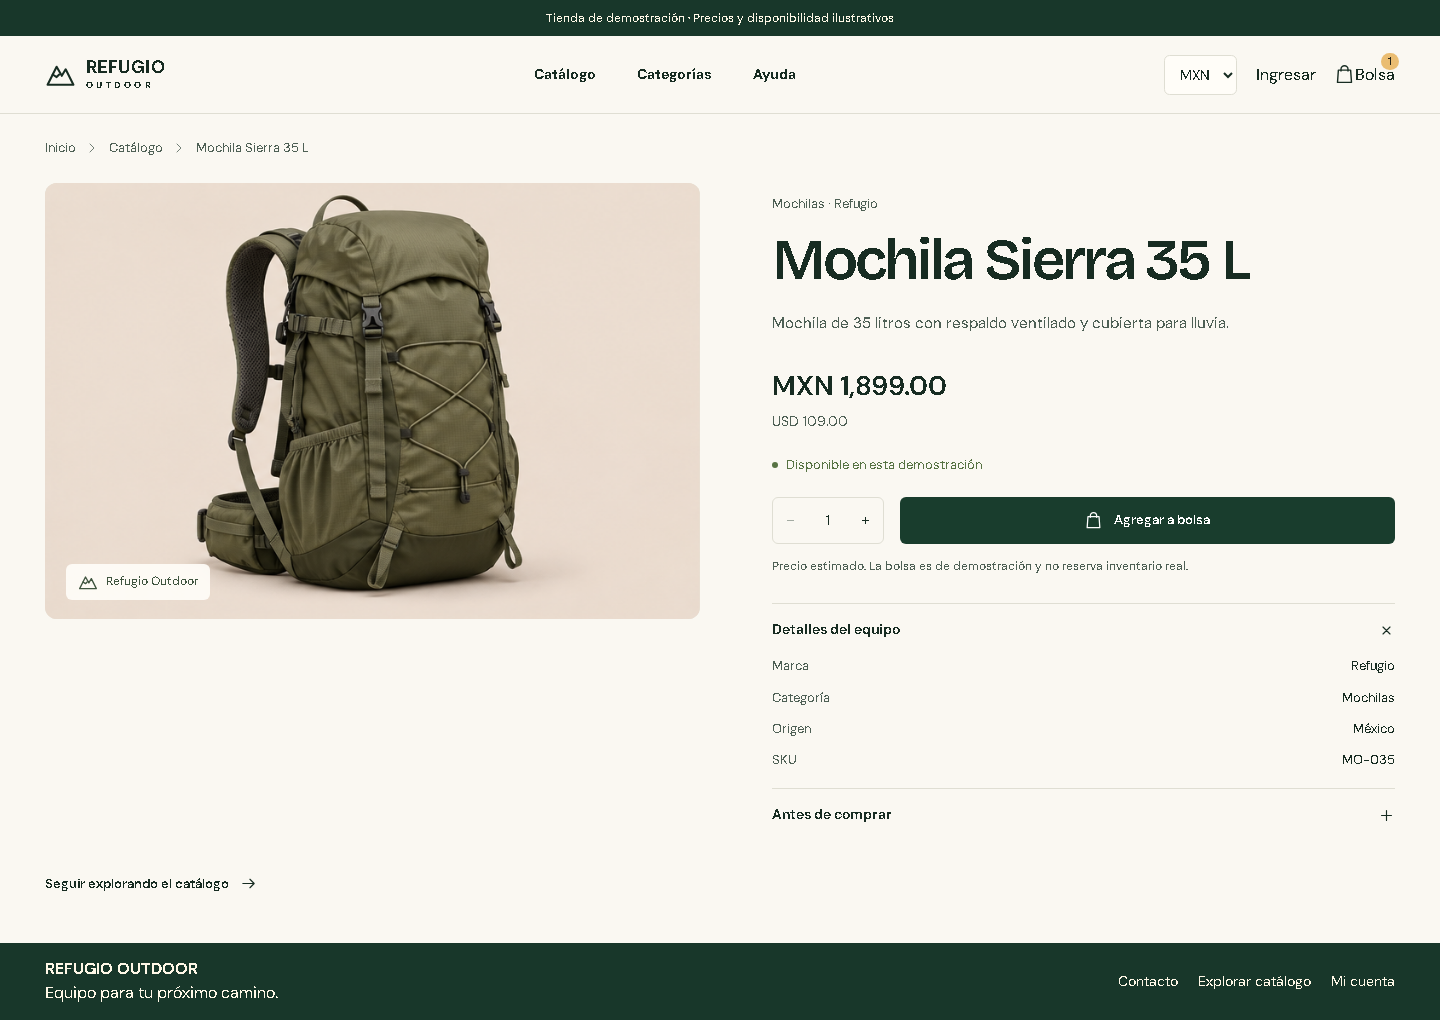 Tienda de demostración · Precios y disponibilidad ilustrativos
REFUGIO
OUTDOOR
Catálogo
Categorías
Ayuda
MXN
Ingresar
Bolsa
1
Inicio
Catálogo
Mochila Sierra 35 L
Refugio Outdoor
Mochilas · Refugio
Mochila Sierra 35 L
Mochila de 35 litros con respaldo ventilado y cubierta para lluvia.
MXN 1,899.00
USD 109.00
Disponible en esta demostración
− 1 +
Agregar a bolsa
Precio estimado. La bolsa es de demostración y no reserva inventario real.
Detalles del equipo
Marca Refugio
Categoría Mochilas
Origen México
SKU MO-035
Antes de comprar
Seguir explorando el catálogo
REFUGIO OUTDOOR
Equipo para tu próximo camino.
Contacto
Explorar catálogo
Mi cuenta